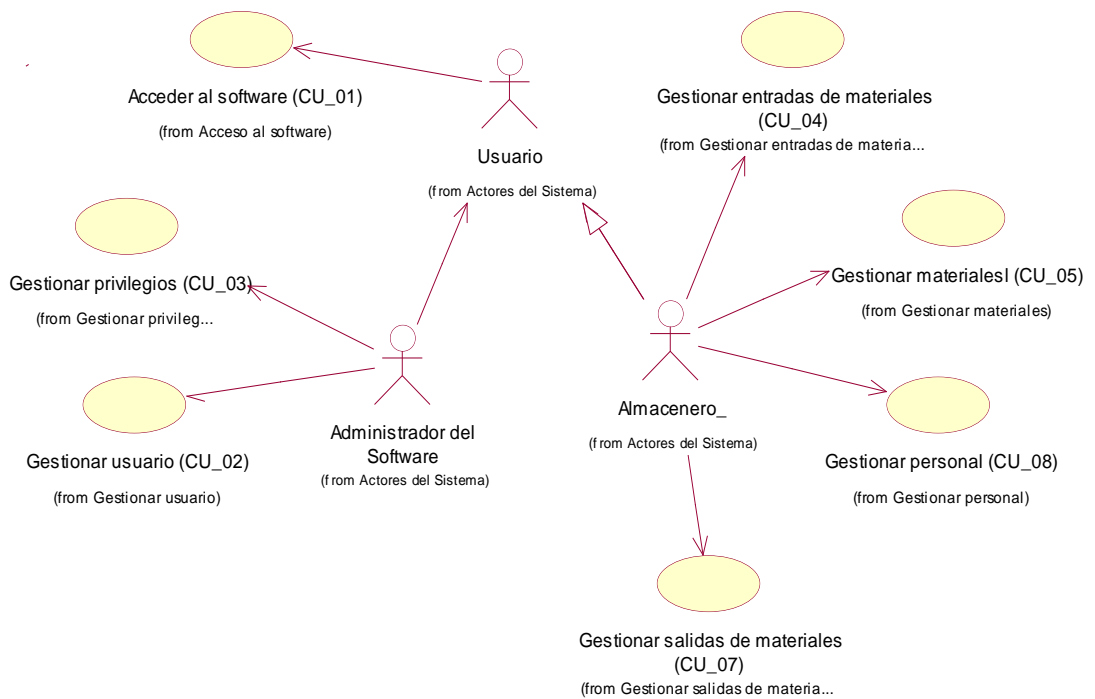 Acceder al software (CU_01)
(from Acceso al software)
Usuario
(from Actores del Sistema)
Gestionar entradas de materiales
(CU_04)
(from Gestionar entradas de materia...
Gestionar privilegios (CU_03)
(from Gestionar privileg...
Gestionar materialesl (CU_05)
(from Gestionar materiales)
Gestionar usuario (CU_02)
(from Gestionar usuario)
Administrador del
Software
(from Actores del Sistema)
Almacenero_
(from Actores del Sistema)
Gestionar personal (CU_08)
(from Gestionar personal)
Gestionar salidas de materiales
(CU_07)
(from Gestionar salidas de materia...